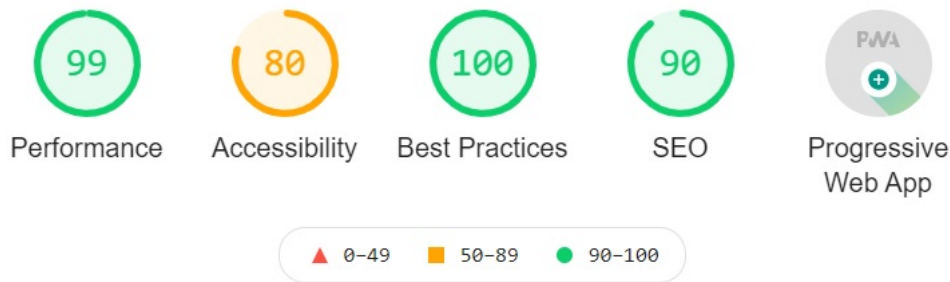 99
80
100
90
PWA
Performance
Accessibility
Best Practices
SEO
Progressive
Web App
0–49
50–89
90–100